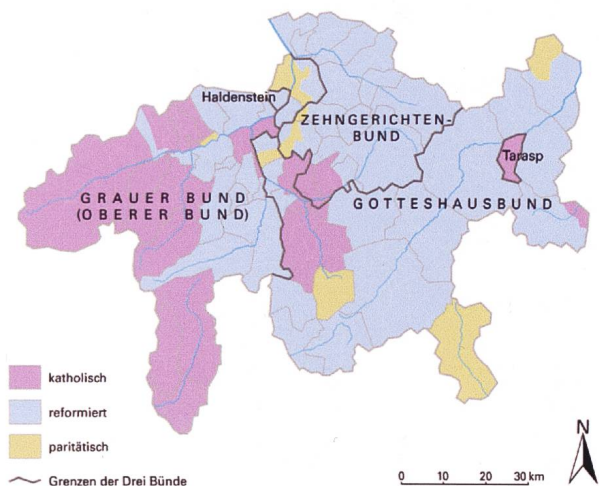 Haldenstein
ZEHNGERICHTEN-
BUND
Tarasp
GRAUER BUND
(OBERER BUND)
GOTTESHAUSBUND
katholisch
reformiert
paritätisch
Grenzen der Drei Bünde
N
0 10 20 30 km